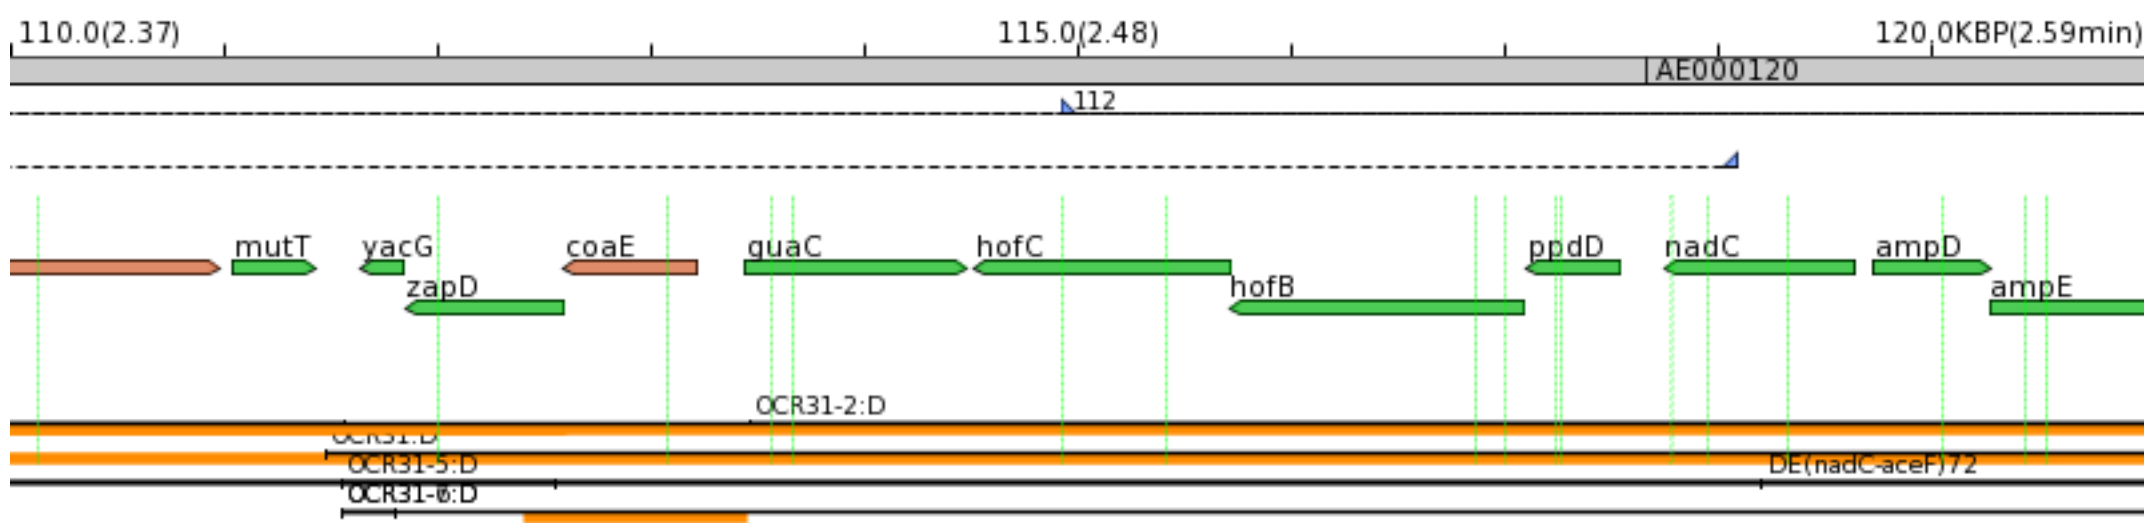 110.0(2.37) 115.0(2.48) 120.0KBP(2.59min)
AE000120
112
mutT yacG coaE guaC hofC ppdD nadC ampD
zapD hofB ampE
OCR31-2:D
OCR31:D
OCR31-5:D DE(nadC-aceF)72